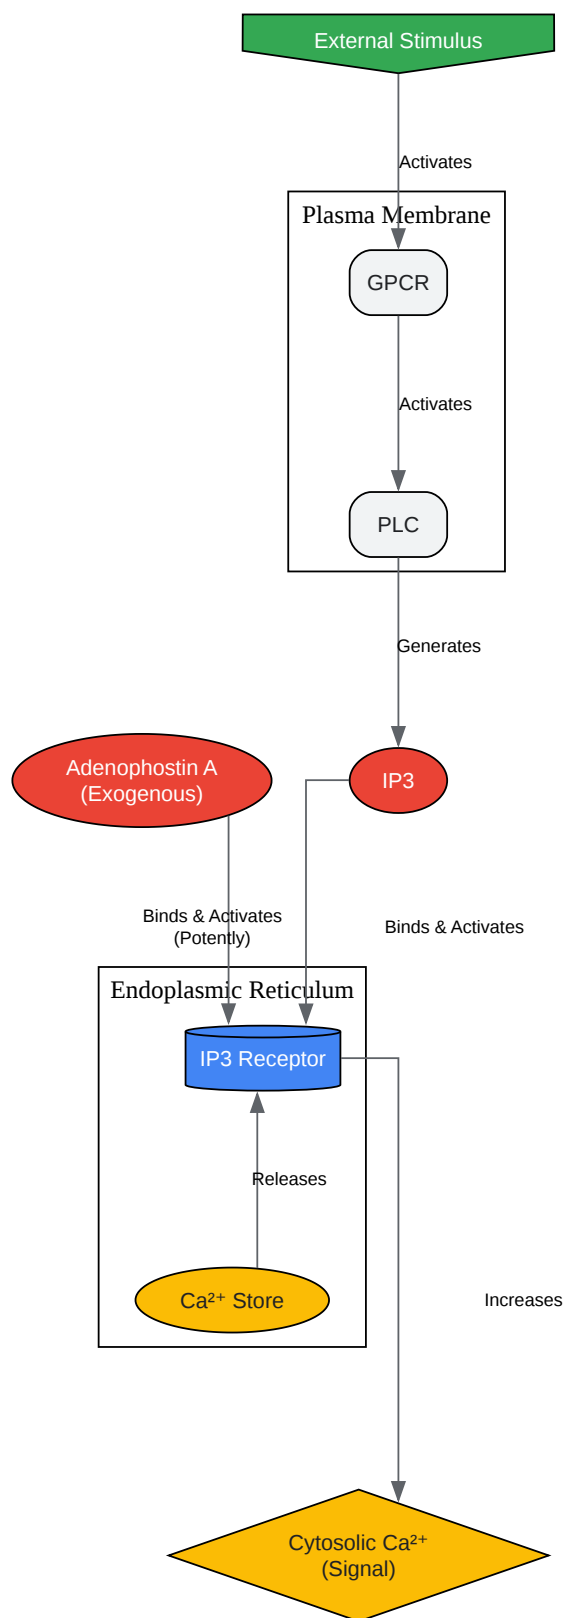 External Stimulus
Activates
Plasma Membrane
GPCR
Activates
PLC
Generates
Adenophostin A
(Exogenous)
IP3
Binds & Activates
(Potently)
Binds & Activates
Endoplasmic Reticulum
IP3 Receptor
Releases
Ca²⁺ Store
Increases
Cytosolic Ca²⁺
(Signal)